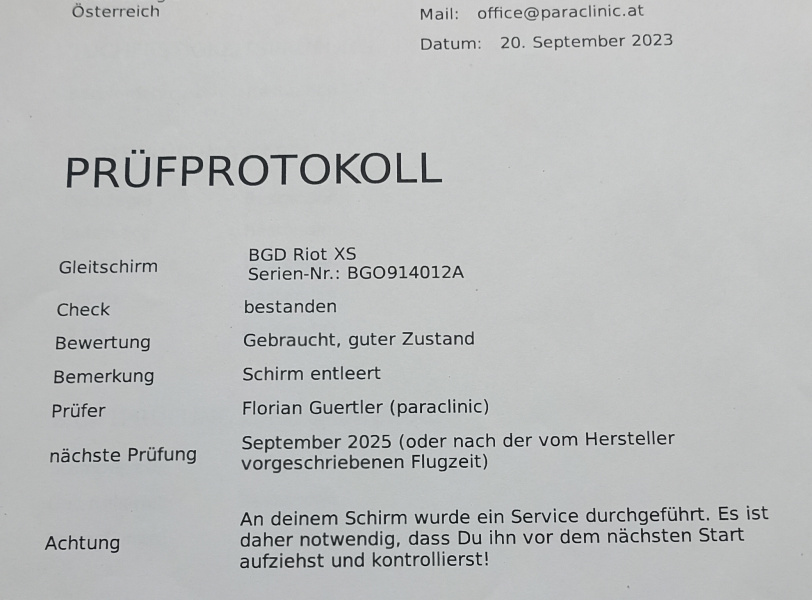 Österreich
Mail: office@paraclinic.at
Datum: 20. September 2023
PRÜFPROTOKOLL
Gleitschirm
BGD Riot XS
Serien-Nr.: BGO914012A
Check bestanden
Bewertung Gebraucht, guter Zustand
Bemerkung Schirm entleert
Prüfer Florian Guertler (paraclinic)
nächste Prüfung
September 2025 (oder nach der vom Hersteller
vorgeschriebenen Flugzeit)
Achtung
An deinem Schirm wurde ein Service durchgeführt. Es ist
daher notwendig, dass Du ihn vor dem nächsten Start
aufziehst und kontrollierst!